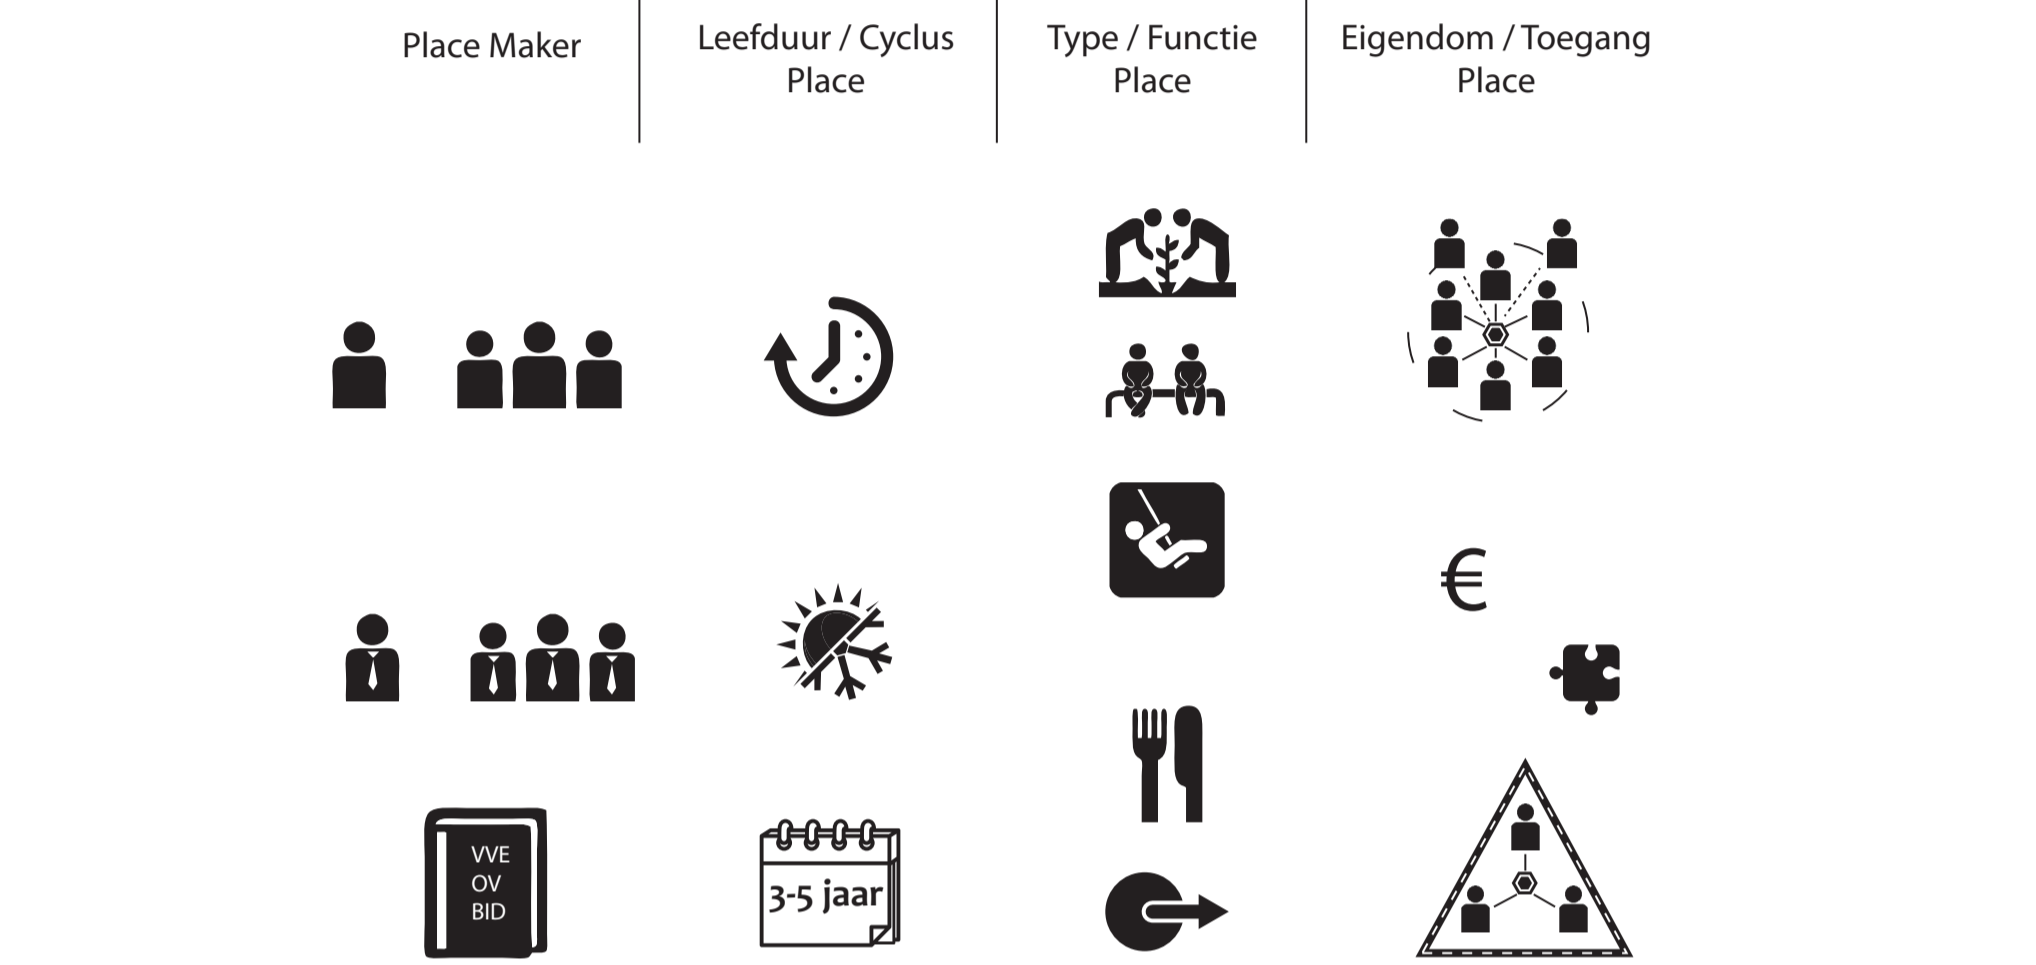 Place Maker
Leefduur / Cyclus
Place
Type / Functie
Place
Eigendom / Toegang
Place
€
VVE
OV
BID
3-5 jaar